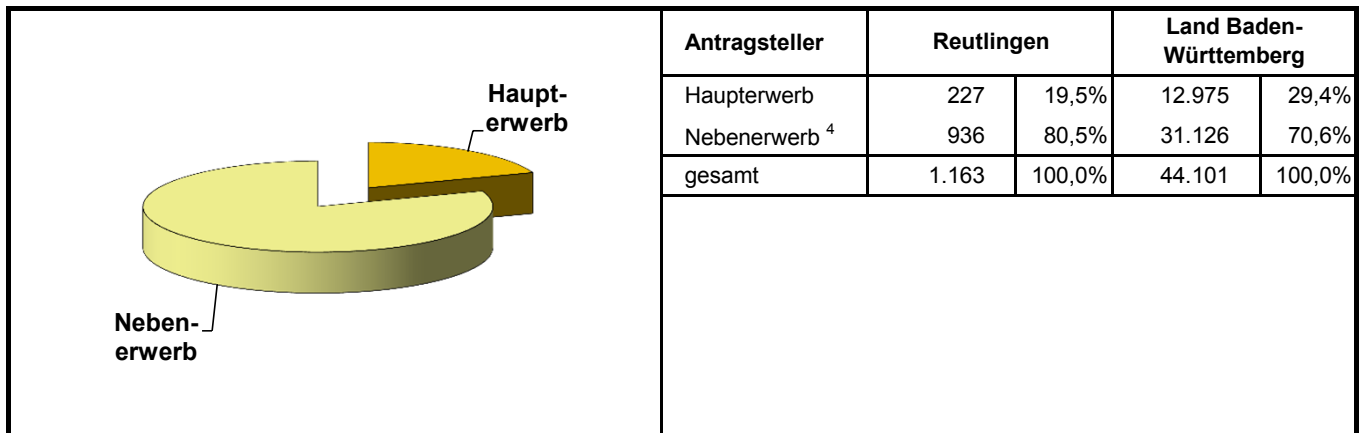 Haupt-
erwerb
Neben-
erwerb
Antragsteller Reutlingen Land Baden-
Württemberg
Haupterwerb 227 19,5% 12.975 29,4%
Nebenerwerb 4 936 80,5% 31.126 70,6%
gesamt 1.163 100,0% 44.101 100,0%